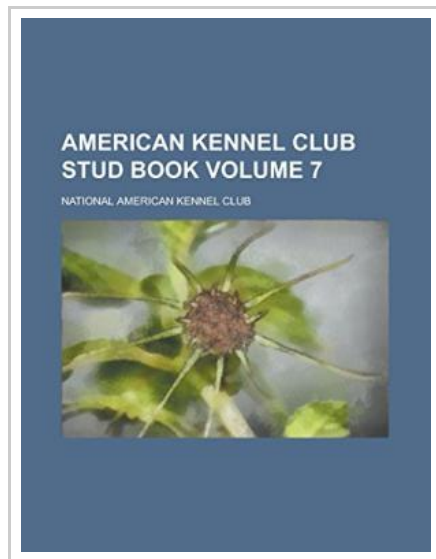 AMERICAN KENNEL CLUB
STUD BOOK VOLUME 7
NATIONAL AMERICAN KENNEL CLUB